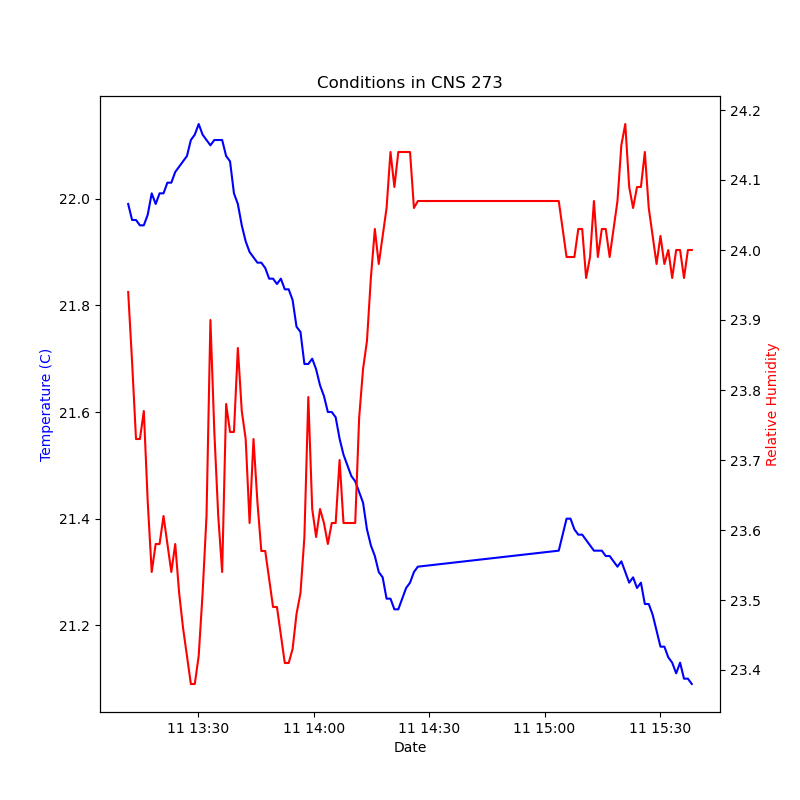 Conditions in CNS 273
Temperature (C)
22.0
21.8
21.6
21.4
21.2
24.2
24.1
24.0
23.9
23.8
23.7
23.6
23.5
23.4
Relative Humidity
11 13:30 11 14:00 11 14:30 11 15:00 11 15:30
Date